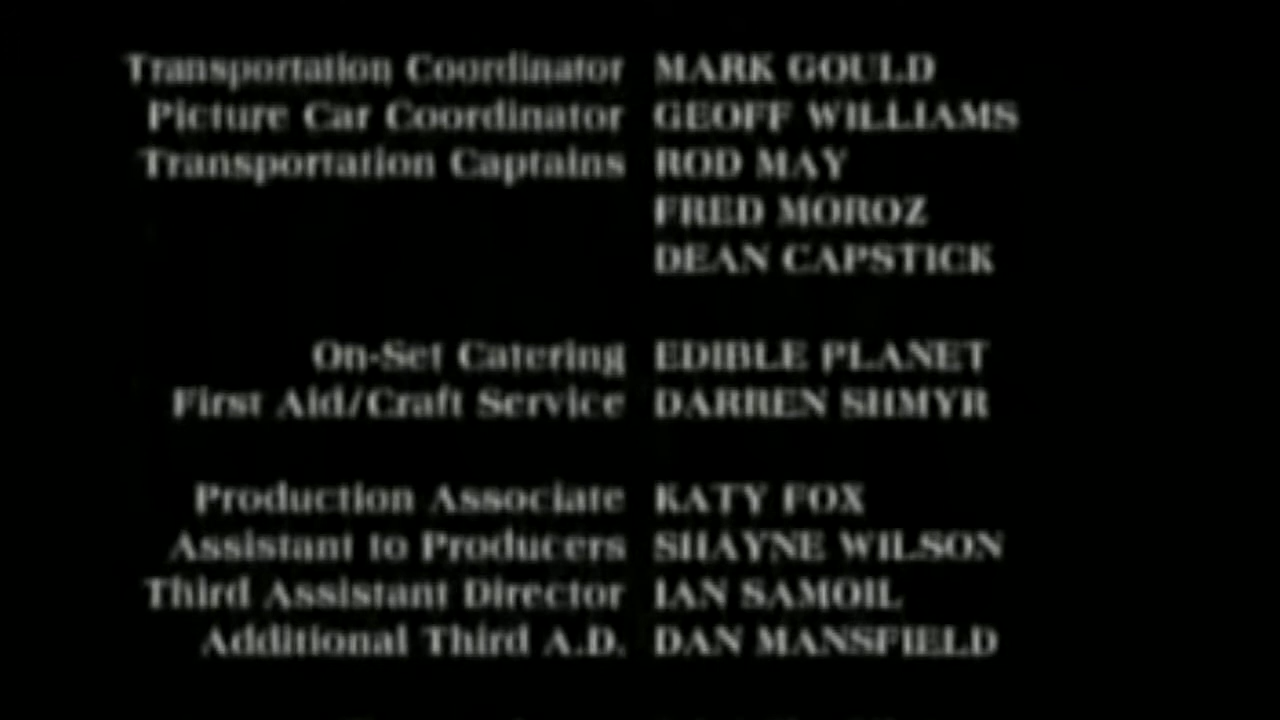 Transportation Coordinator MARK GOULD
Picture Car Coordinator GEOFF WILLIAMS
Transportation Captains ROD MAY
FRED MOROZ
DEAN CAPSTICK
On-Set Catering EDIBLE PLANET
First Aid/Craft Service DARREN SHMYR
Production Associate KATY FOX
Assistant to Producers SHAYNE WILSON
Third Assistant Director IAN SAMOIL
Additional Third A.D. DAN MANSFIELD